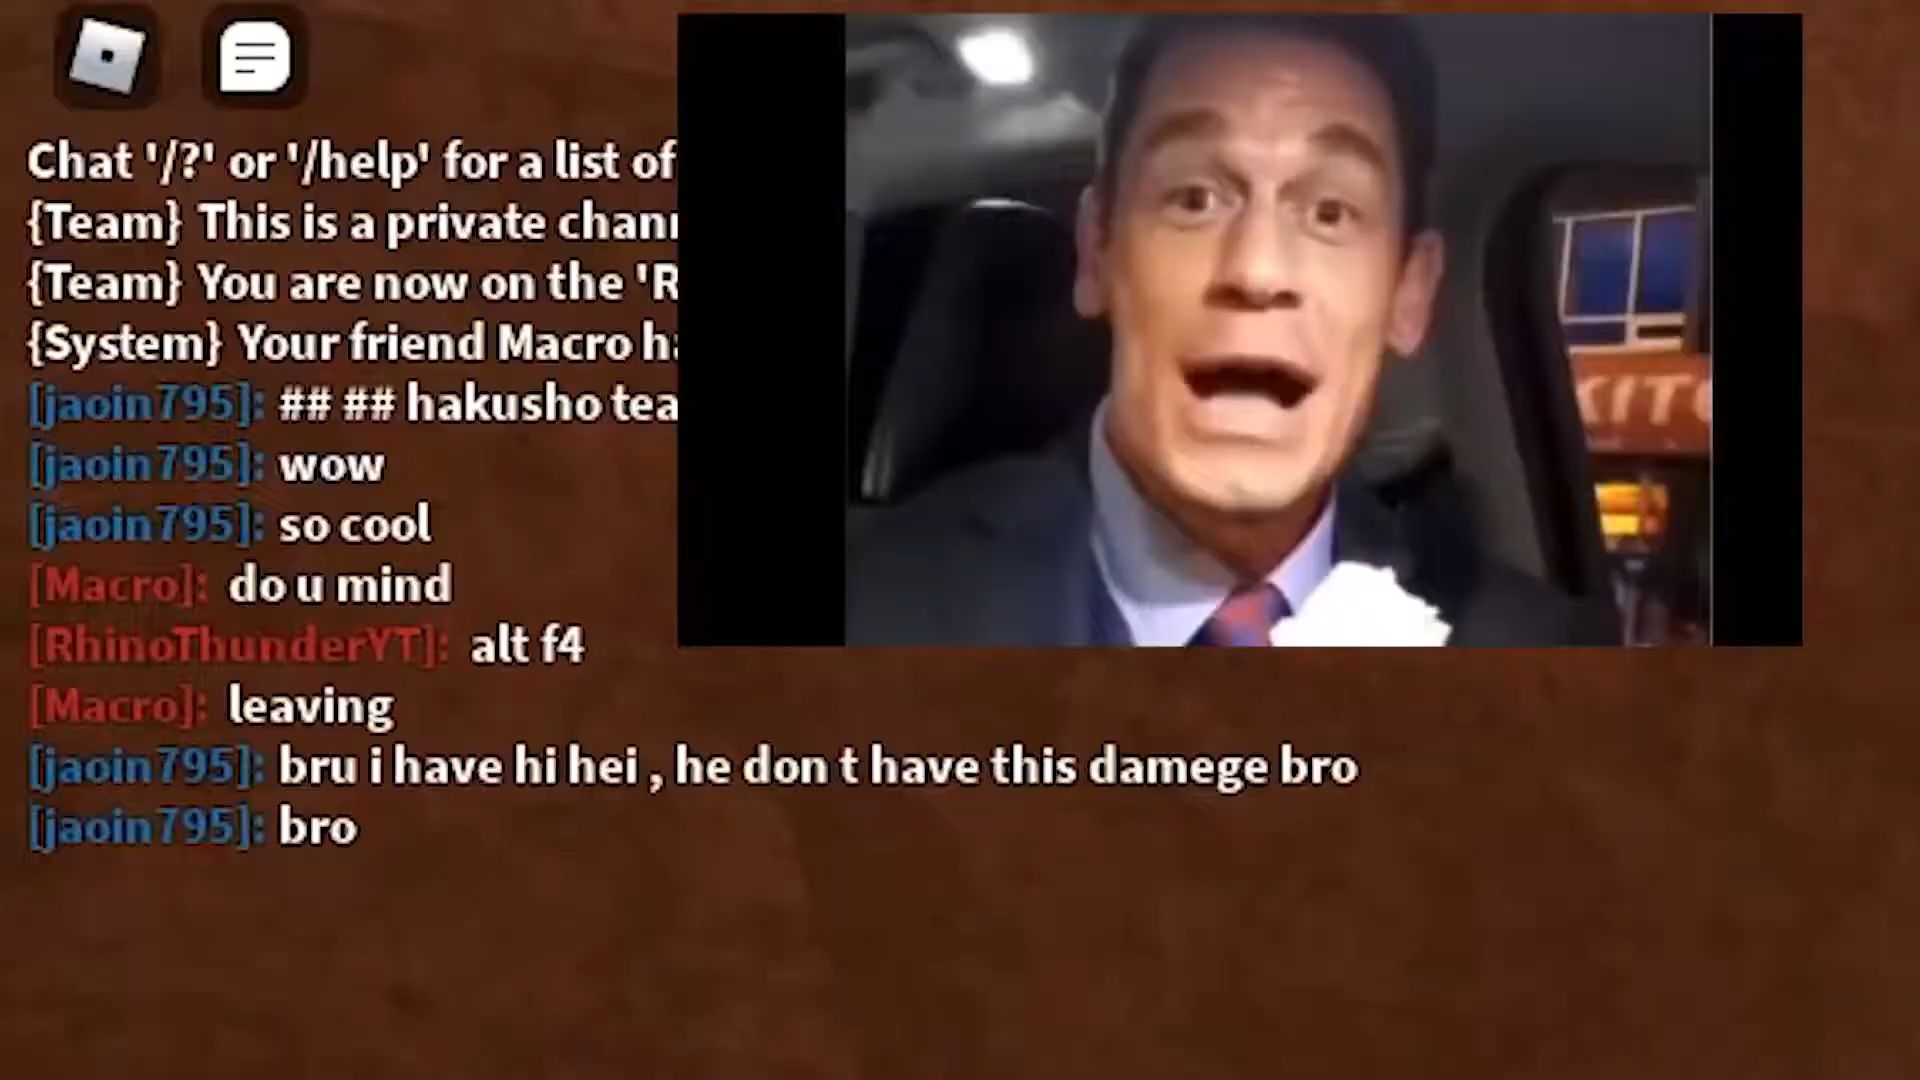 Chat '/?' or '/help' for a list of
{Team} This is a private chann
{Team} You are now on the 'R
{System} Your friend Macro ha
[jaoin795]: ## ## hakusho tea
[jaoin795]: wow
[jaoin795]: so cool
[Macro]: do u mind
[RhinoThunderYT]: alt f4
[Macro]: leaving
[jaoin795]: bru i have hi hei , he don t have this damege bro
[jaoin795]: bro
KITC